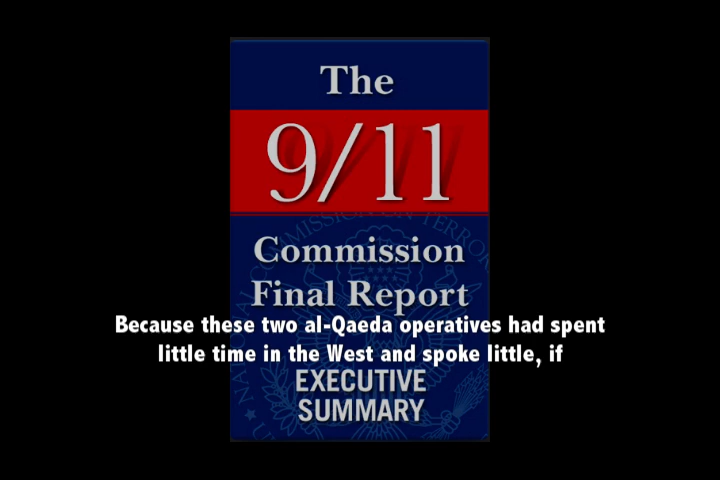 The
9/11
Commission
Final Report
Because these two al-Qaeda operatives had spent
little time in the West and spoke little, if
EXECUTIVE
SUMMARY